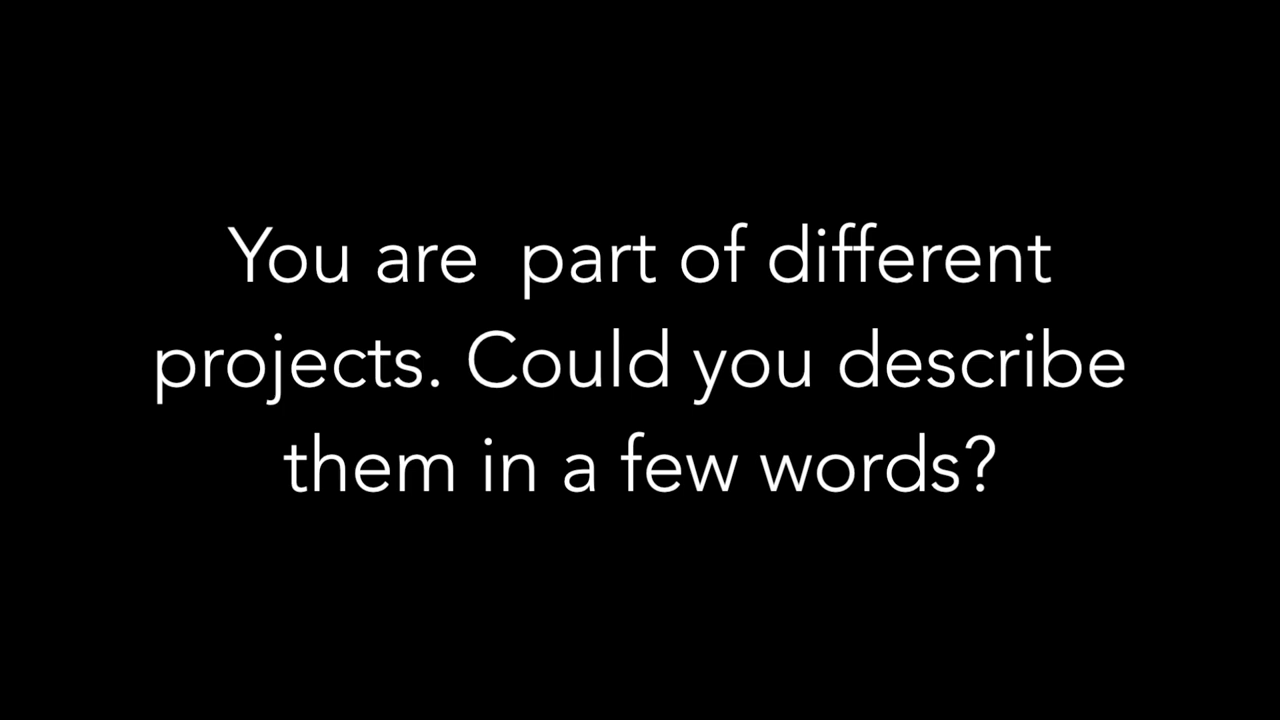 You are  part of different
projects. Could you describe
them in a few words?